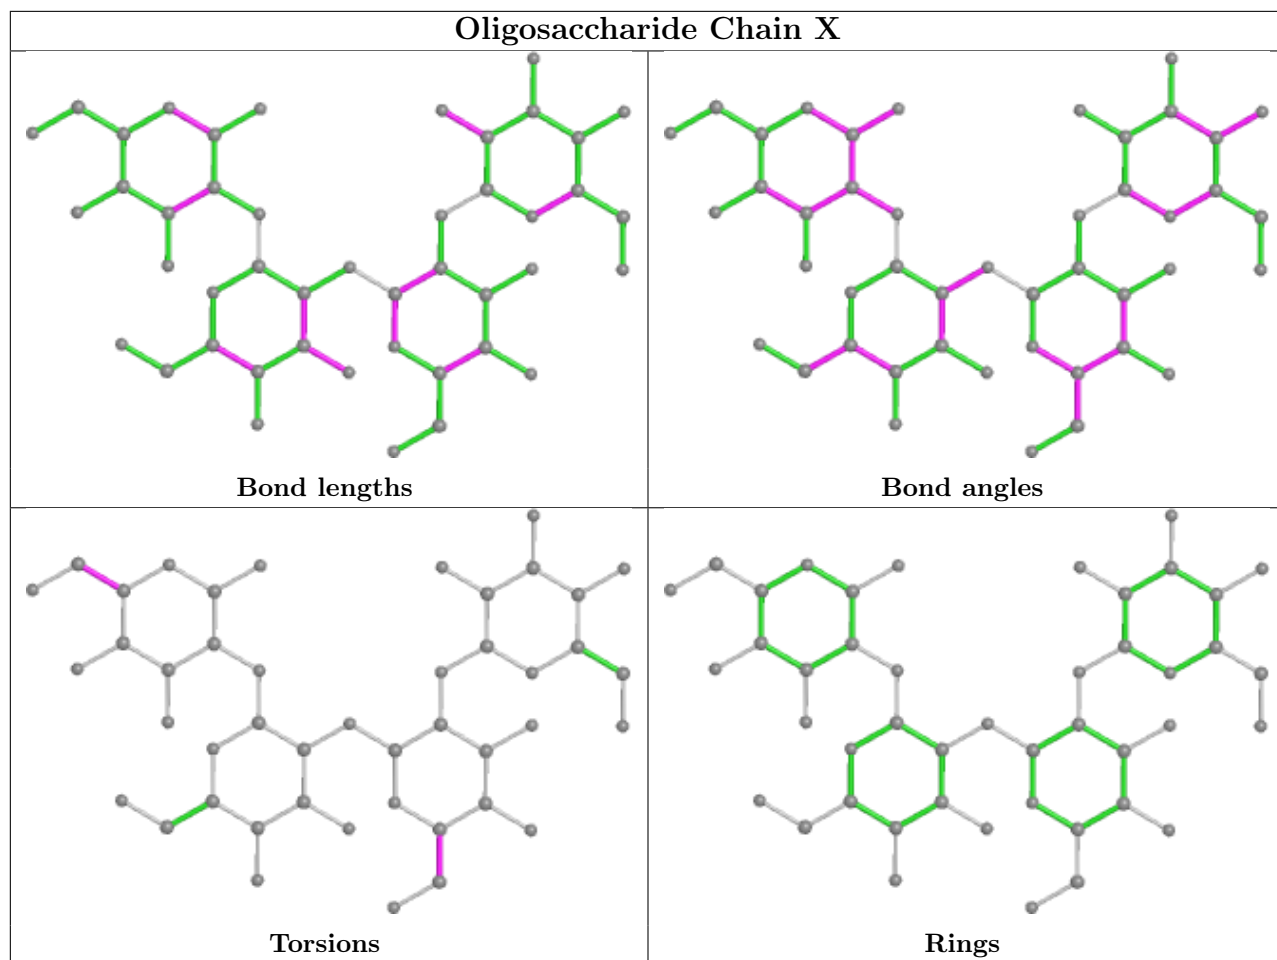 Oligosaccharide Chain X
Bond lengths
Bond angles
Torsions
Rings